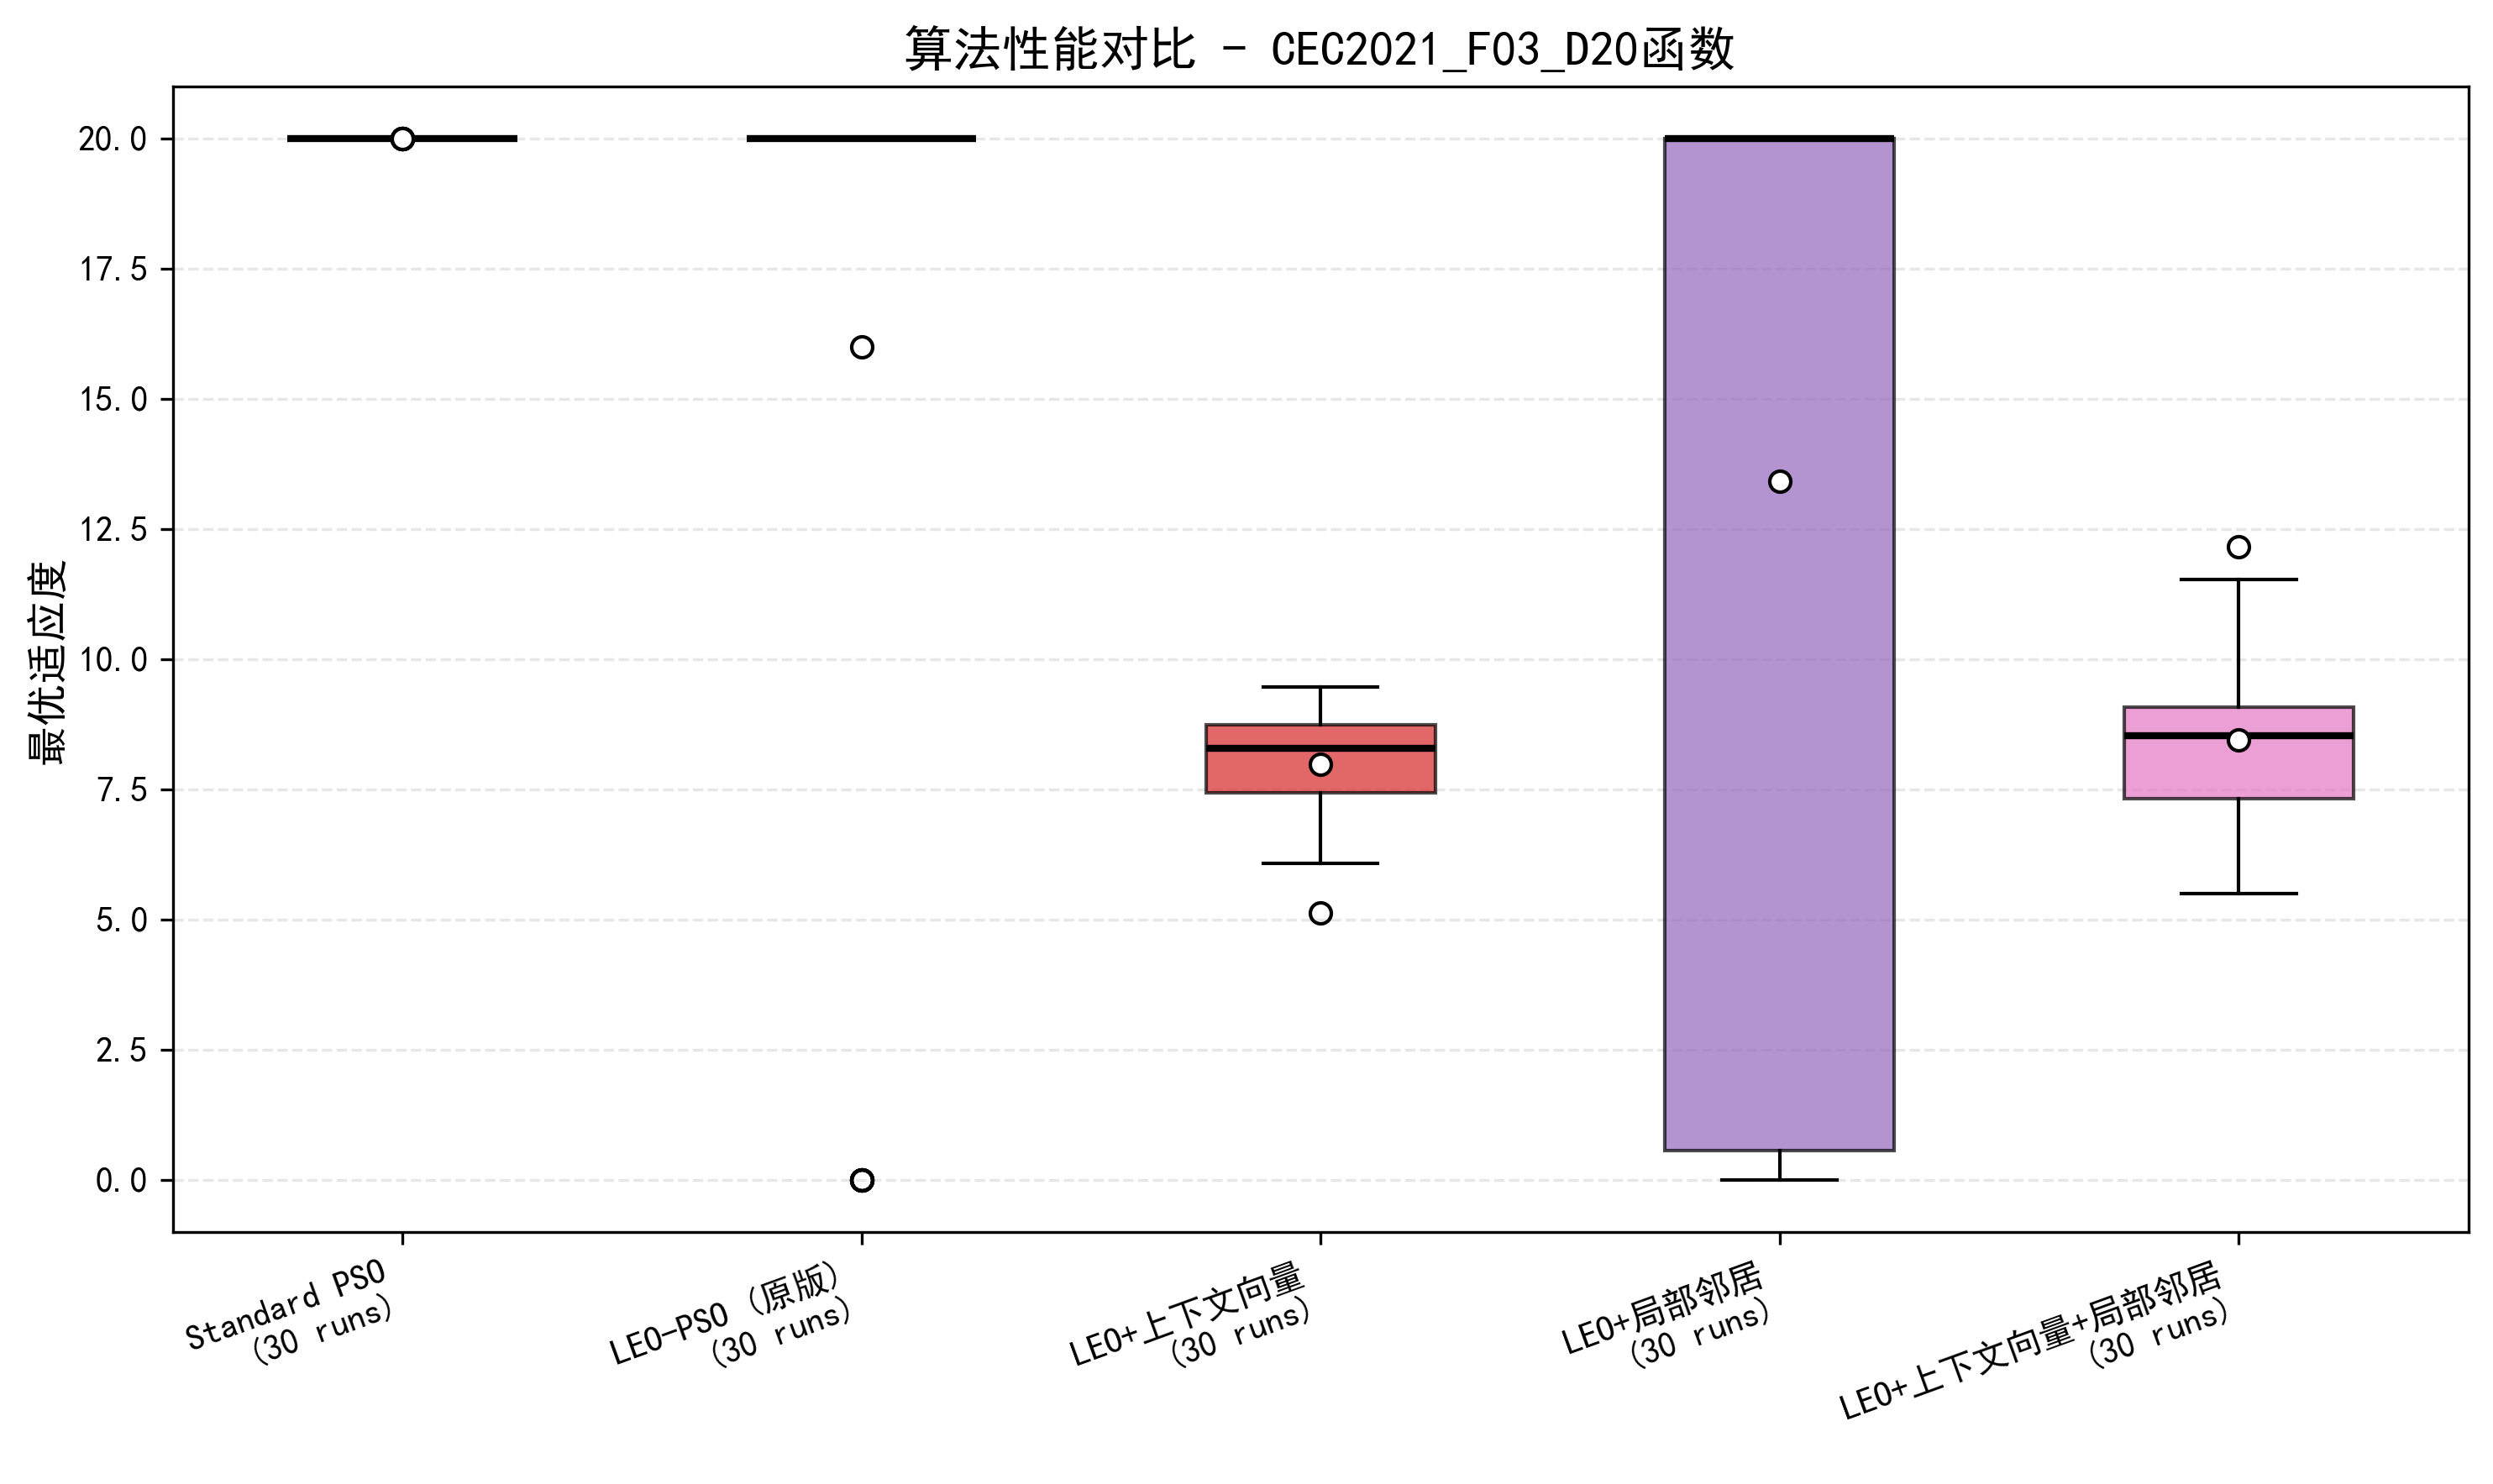 算法性能对比 - CEC2021_F03_D20函数
最优适应度
20.0
17.5
15.0
12.5
10.0
7.5
5.0
2.5
0.0
Standard PSO
(30 runs)
LEO-PSO (原版)
(30 runs)
LEO+上下文向量
(30 runs)
LEO+局部邻居
(30 runs)
LEO+上下文向量+局部邻居
(30 runs)